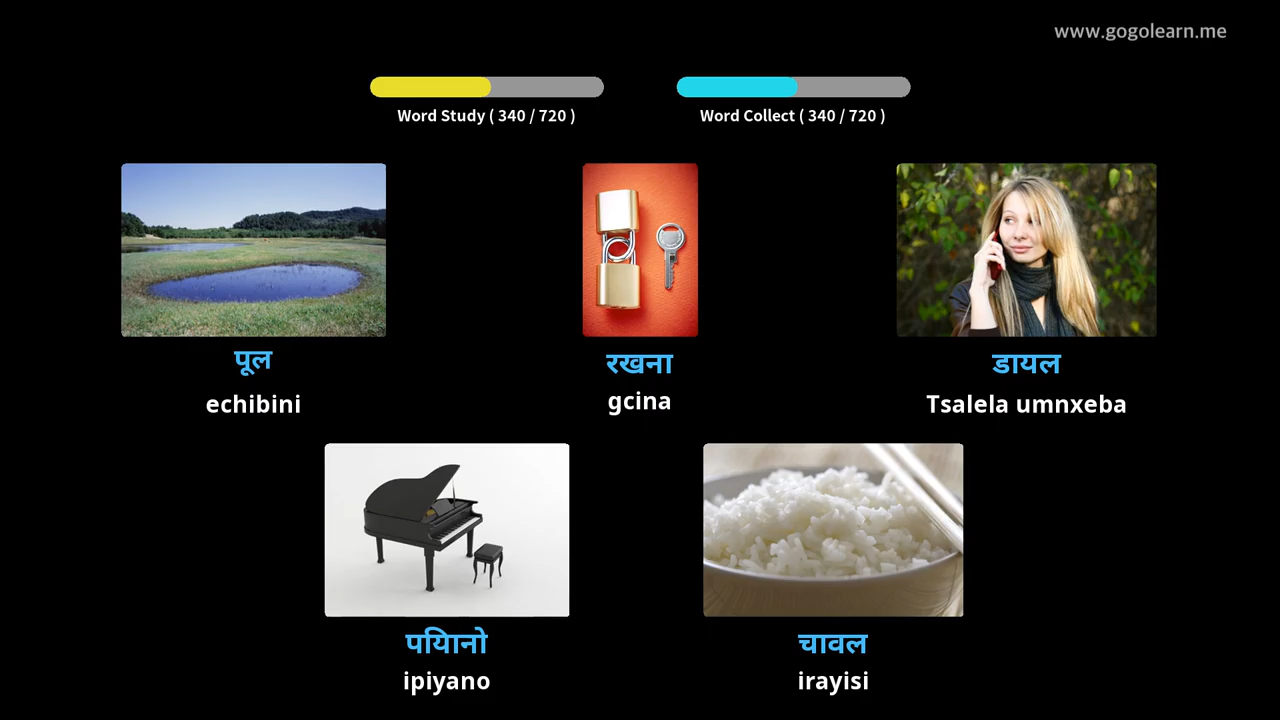 www.gogolearn.me
Word Study ( 340 / 720 )
Word Collect ( 340 / 720 )
पूल
रखना
डायल
echibini
gcina
Tsalela umnxeba
पयािनो
चावल
ipiyano
irayisi